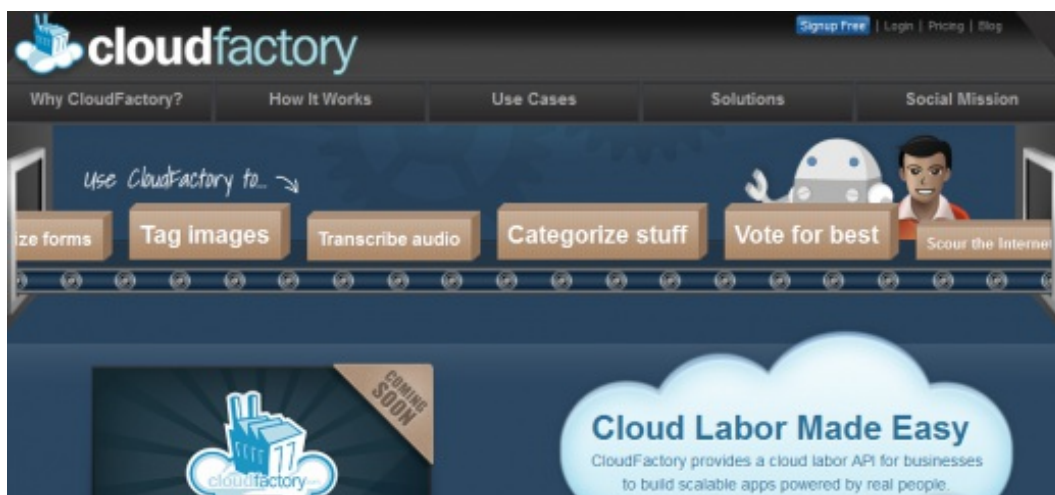 cloudfactory
Signup Free | Login | Pricing | Blog
Why CloudFactory? How It Works Use Cases Solutions Social Mission
Use CloudFactory to...
ize forms Tag images Transcribe audio Categorize stuff Vote for best Scour the Internet
COMING SOON
cloudfactory
Cloud Labor Made Easy
CloudFactory provides a cloud labor API for businesses
to build scalable apps powered by real people.